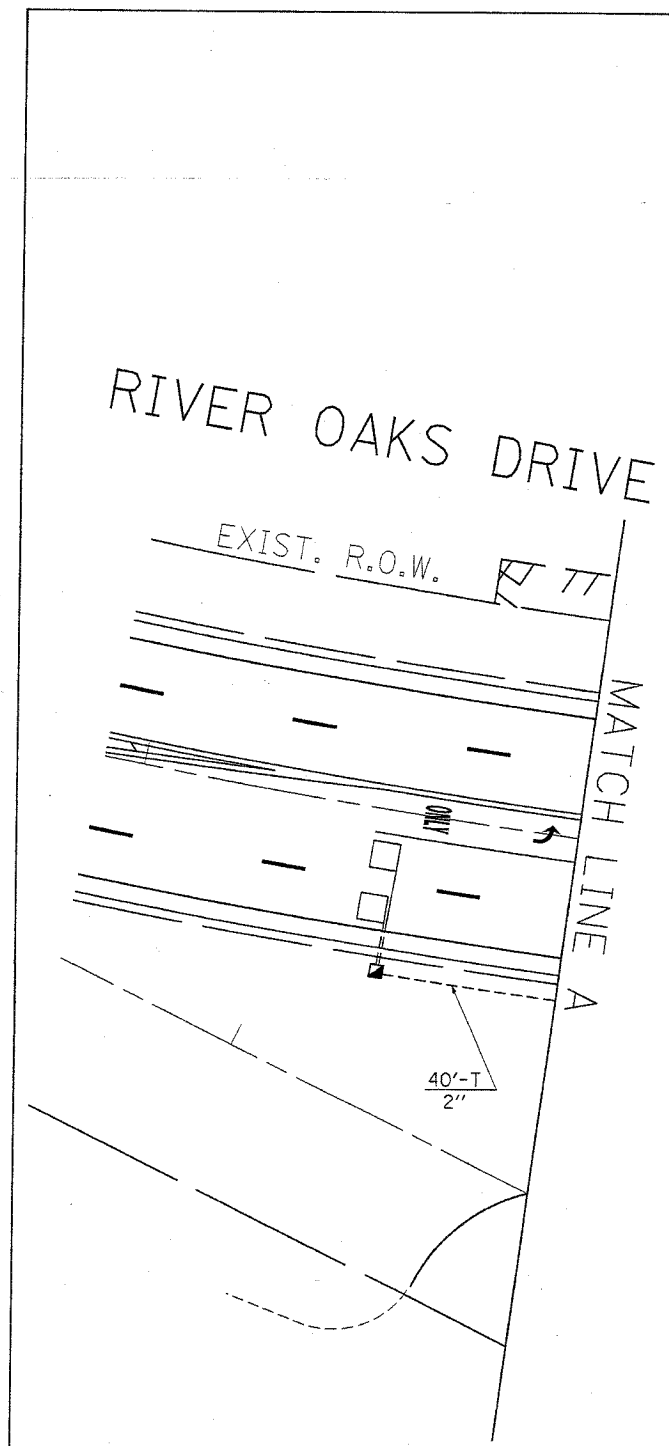 RIVER OAKS DRIVE
EXIST. R.O.W.
MATCH LINE A
ONLY
40'-T
2"